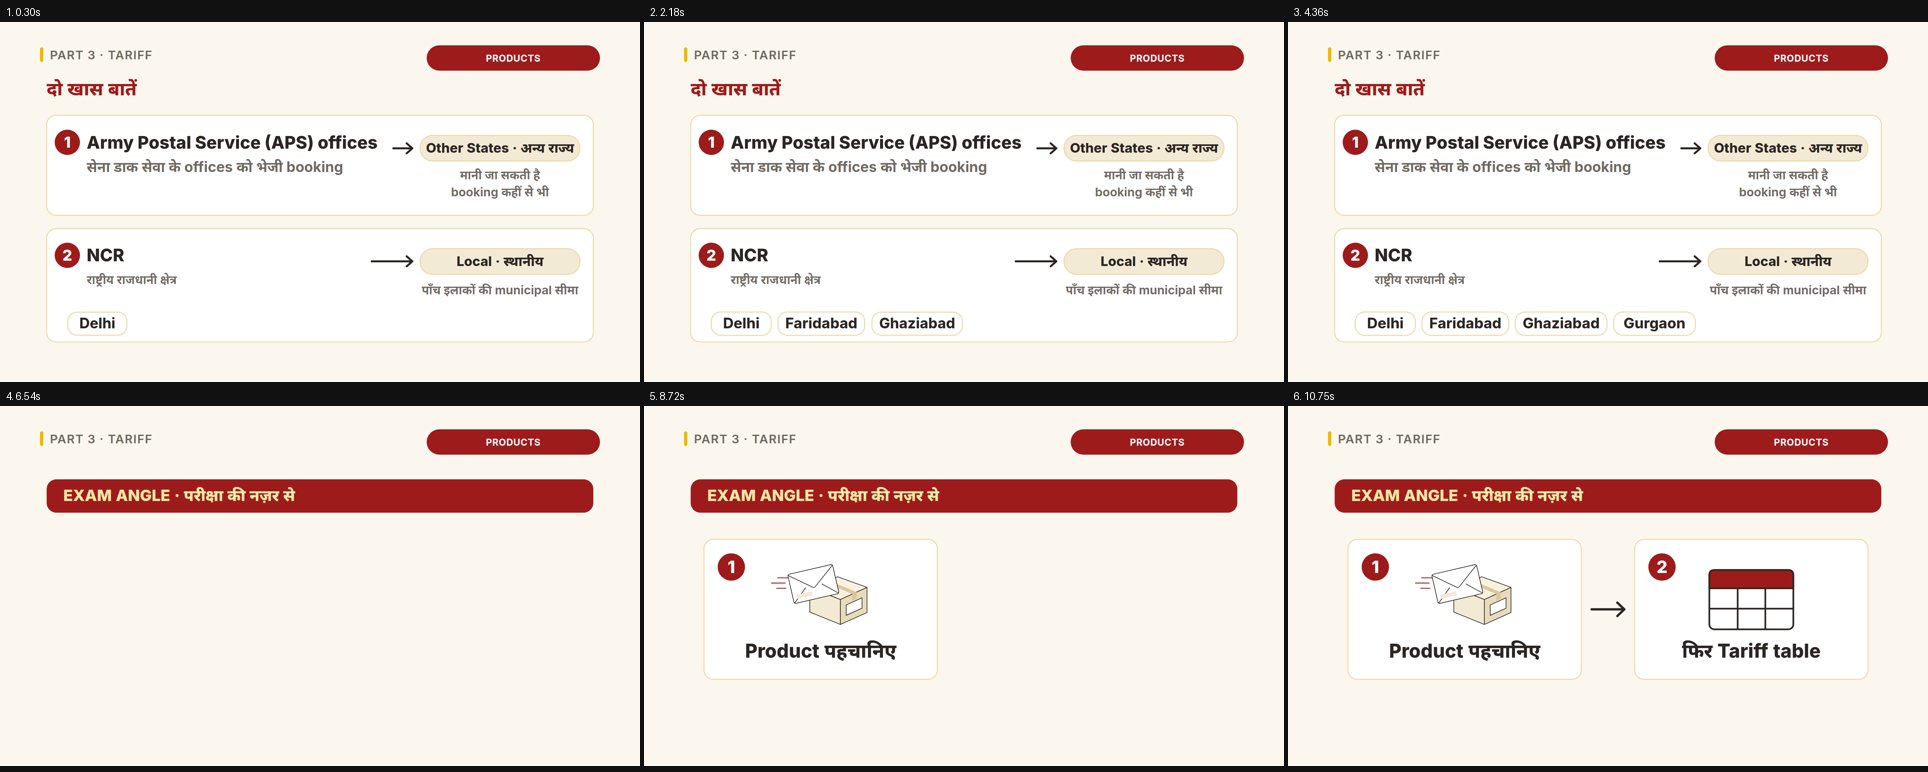 1. 0.30s
PART 3 · TARIFF
PRODUCTS
दो खास बातें
1 Army Postal Service (APS) offices → Other States · अन्य राज्य
सेना डाक सेवा के offices को भेजी booking
मानी जा सकती है
booking कहीं से भी
2 NCR → Local · स्थानीय
राष्ट्रीय राजधानी क्षेत्र
पाँच इलाकों की municipal सीमा
Delhi
2. 2.18s
PART 3 · TARIFF
PRODUCTS
दो खास बातें
1 Army Postal Service (APS) offices → Other States · अन्य राज्य
सेना डाक सेवा के offices को भेजी booking
मानी जा सकती है
booking कहीं से भी
2 NCR → Local · स्थानीय
राष्ट्रीय राजधानी क्षेत्र
पाँच इलाकों की municipal सीमा
Delhi Faridabad Ghaziabad
3. 4.36s
PART 3 · TARIFF
PRODUCTS
दो खास बातें
1 Army Postal Service (APS) offices → Other States · अन्य राज्य
सेना डाक सेवा के offices को भेजी booking
मानी जा सकती है
booking कहीं से भी
2 NCR → Local · स्थानीय
राष्ट्रीय राजधानी क्षेत्र
पाँच इलाकों की municipal सीमा
Delhi Faridabad Ghaziabad Gurgaon
4. 6.54s
PART 3 · TARIFF
PRODUCTS
EXAM ANGLE · परीक्षा की नज़र से
5. 8.72s
PART 3 · TARIFF
PRODUCTS
EXAM ANGLE · परीक्षा की नज़र से
1
Product पहचानिए
6. 10.75s
PART 3 · TARIFF
PRODUCTS
EXAM ANGLE · परीक्षा की नज़र से
1
Product पहचानिए
→
2
फिर Tariff table